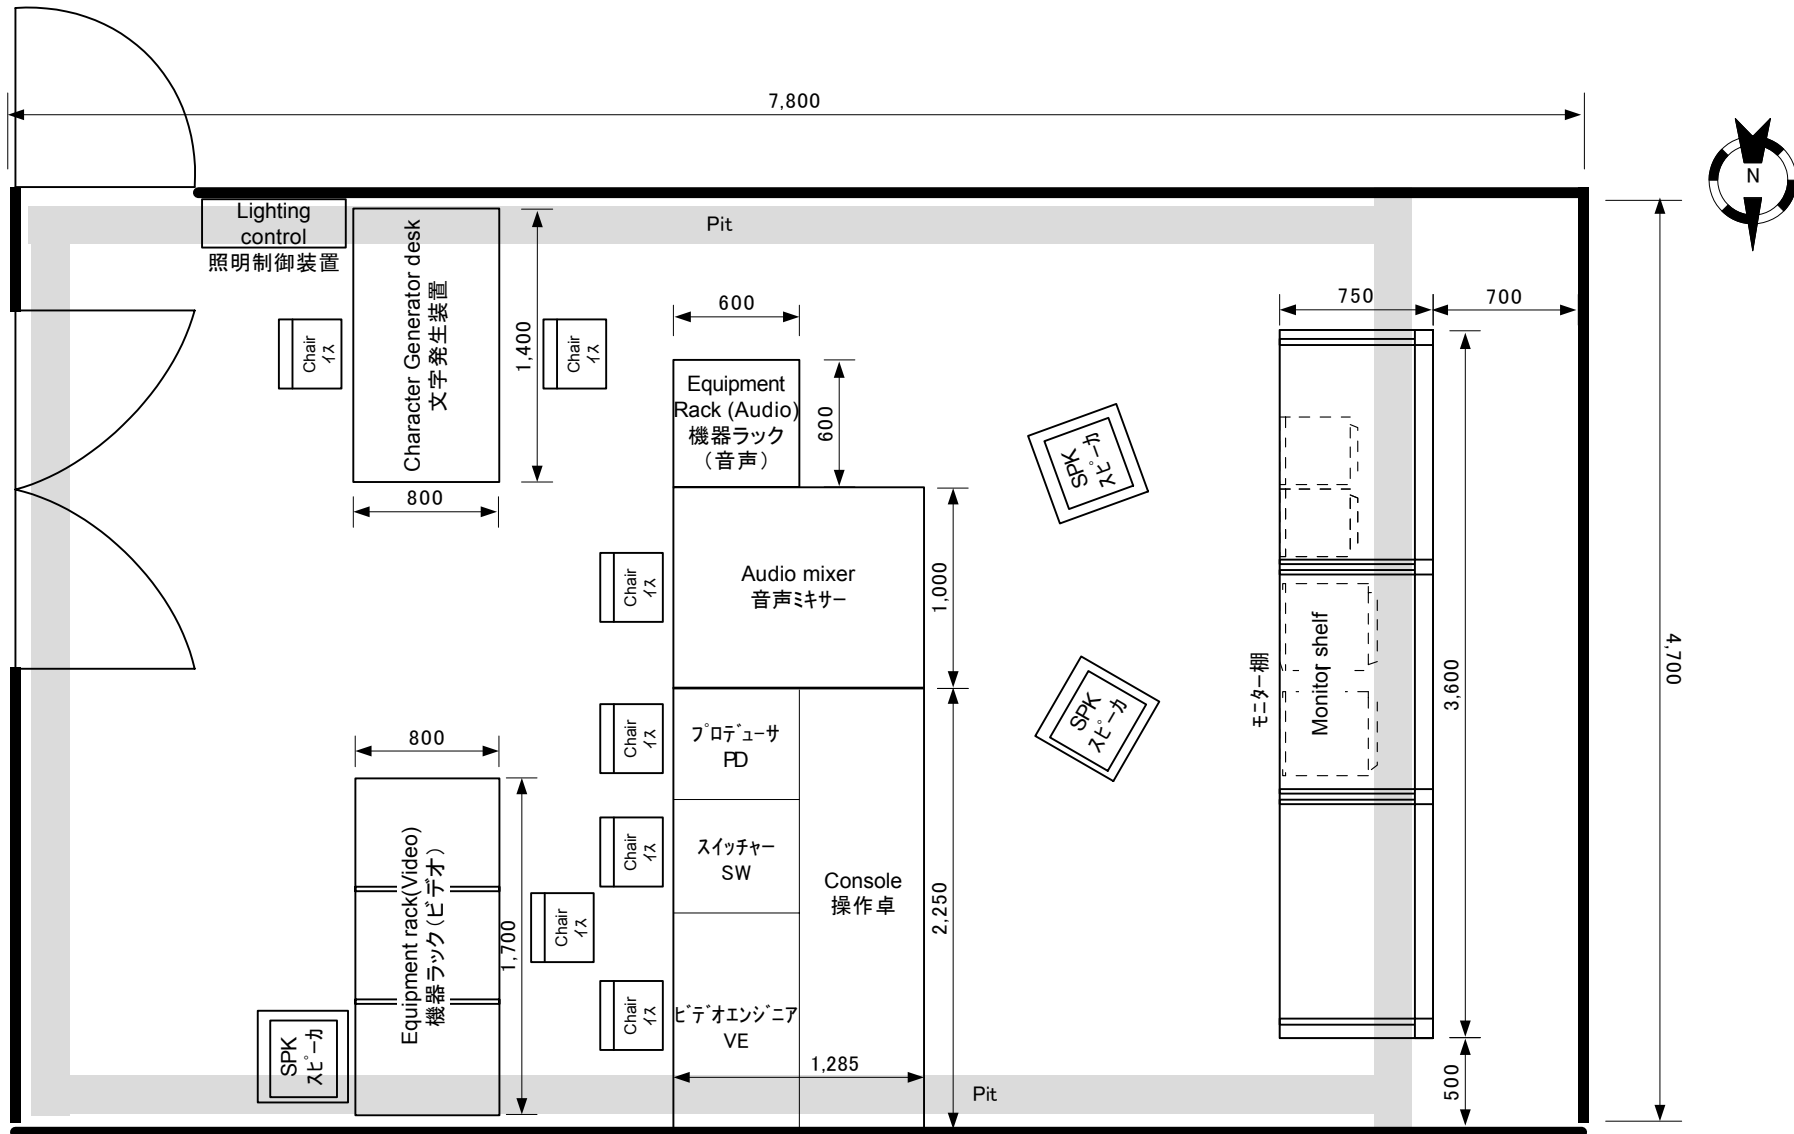 7,800
N
Lighting
control
照明制御装置
Pit
Character Generator desk
文字発生装置
1,400
800
Chair
イス
Chair
イス
600
Equipment
Rack (Audio)
機器ラック
（音声）
600
750
700
SPK
スピーカ
Audio mixer
音声ミキサー
1,000
Chair
イス
SPK
スピーカ
モニター棚
Monitor shelf
3,600
4,700
800
Equipment rack(Video)
機器ラック（ビデオ）
1,700
Chair
イス
プロデューサ
PD
Chair
イス
スイッチャー
SW
Console
操作卓
2,250
Chair
イス
Chair
イス
ビデオエンジニア
VE
SPK
スピーカ
1,285
Pit
500